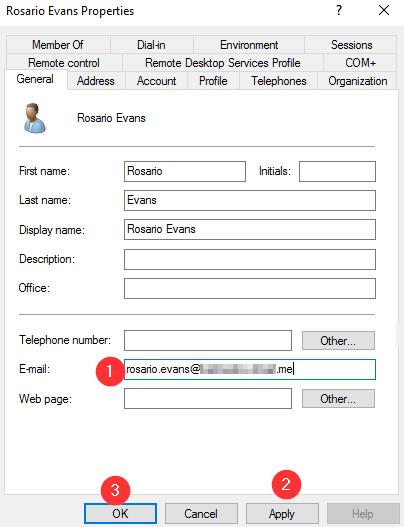 Rosario Evans Properties ? ×
Member Of Dial-in Environment Sessions
Remote control Remote Desktop Services Profile COM+
General Address Account Profile Telephones Organization
Rosario Evans
First name: Rosario Initials:
Last name: Evans
Display name: Rosario Evans
Description:
Office:
Telephone number: Other...
E-mail: 1 rosario.evans@ .me
Web page: Other...
3 2
OK Cancel Apply Help